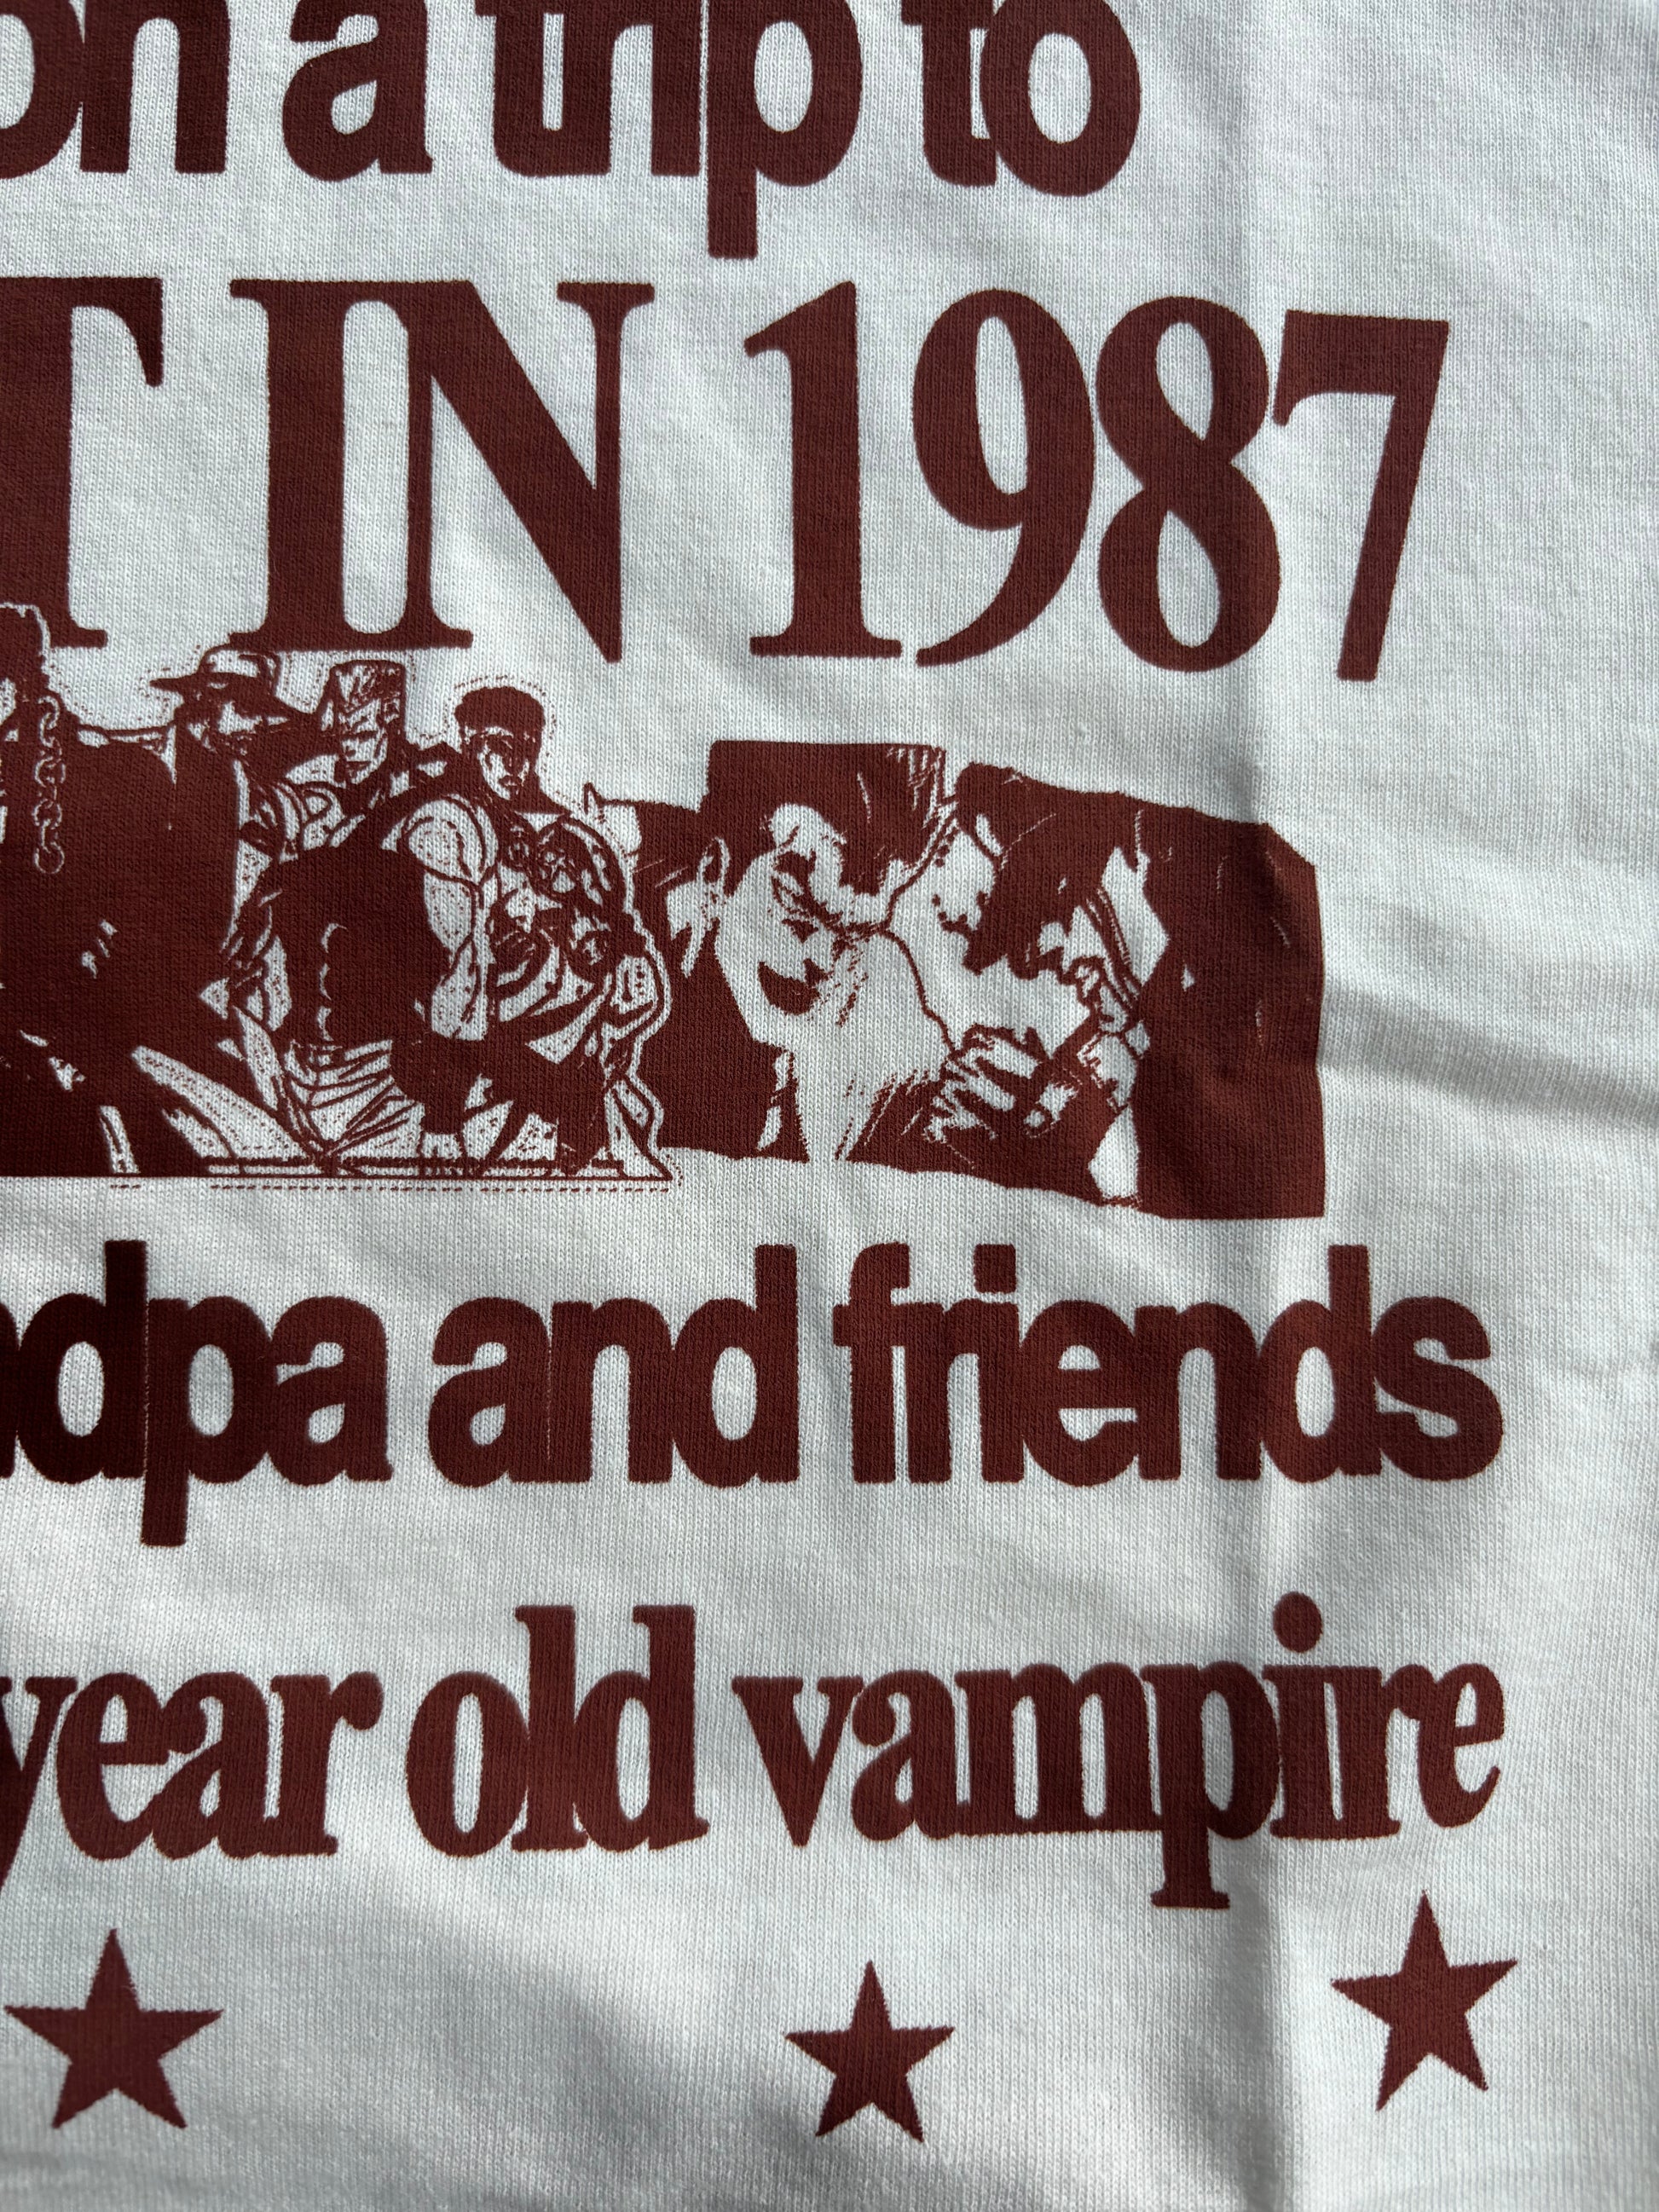 on a trip to
T IN 1987
dpa and friends
year old vampire